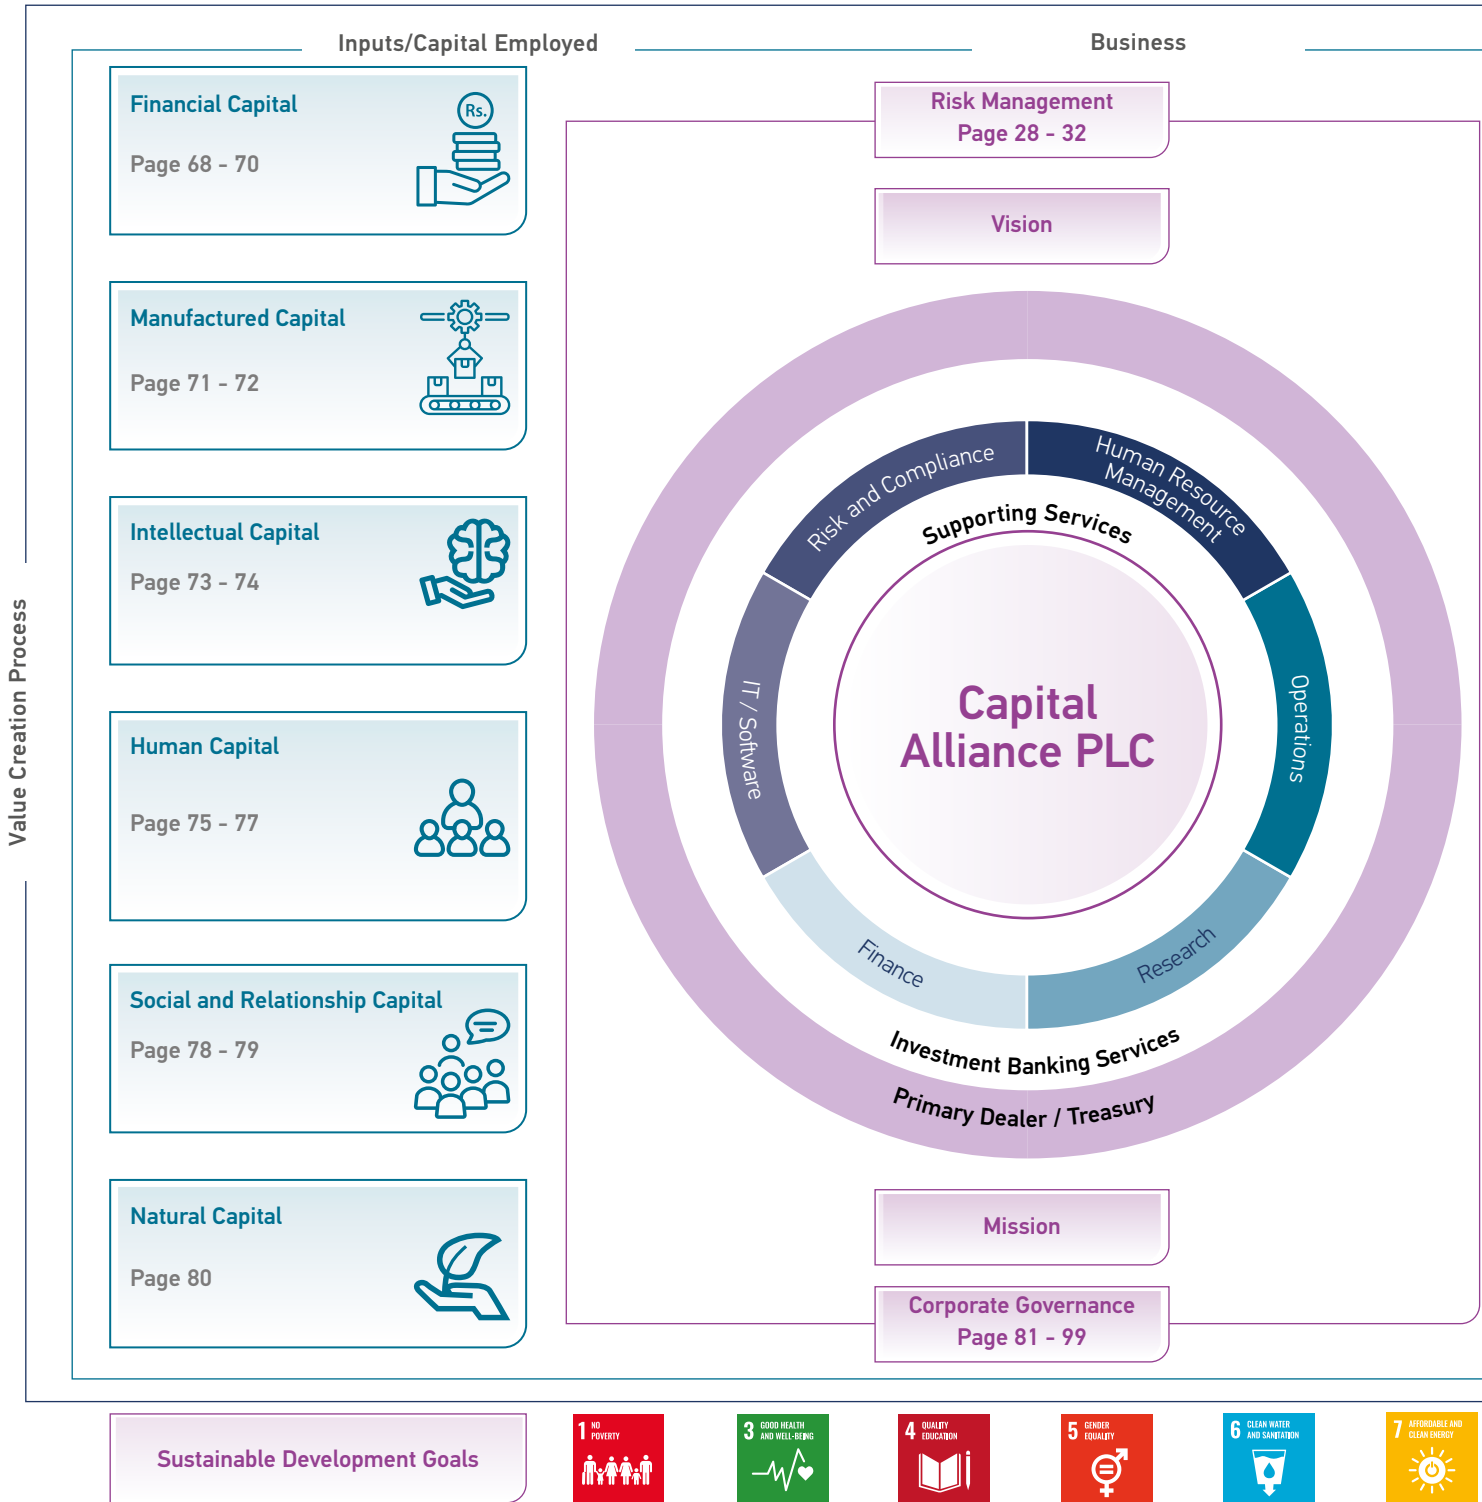 Inputs/Capital Employed
Business
Value Creation Process
Financial Capital
Page 68 - 70
Rs.
Manufactured Capital
Page 71 - 72
Intellectual Capital
Page 73 - 74
Human Capital
Page 75 - 77
Social and Relationship Capital
Page 78 - 79
Natural Capital
Page 80
Risk Management
Page 28 - 32
Vision
Risk and Compliance
Human Resource
Management
Supporting Services
IT / Software
Operations
Capital
Alliance PLC
Finance
Research
Investment Banking Services
Primary Dealer / Treasury
Mission
Corporate Governance
Page 81 - 99
Sustainable Development Goals
1 NO
POVERTY
3 GOOD HEALTH
AND WELL-BEING
4 QUALITY
EDUCATION
5 GENDER
EQUALITY
6 CLEAN WATER
AND SANITATION
7 AFFORDABLE AND
CLEAN ENERGY